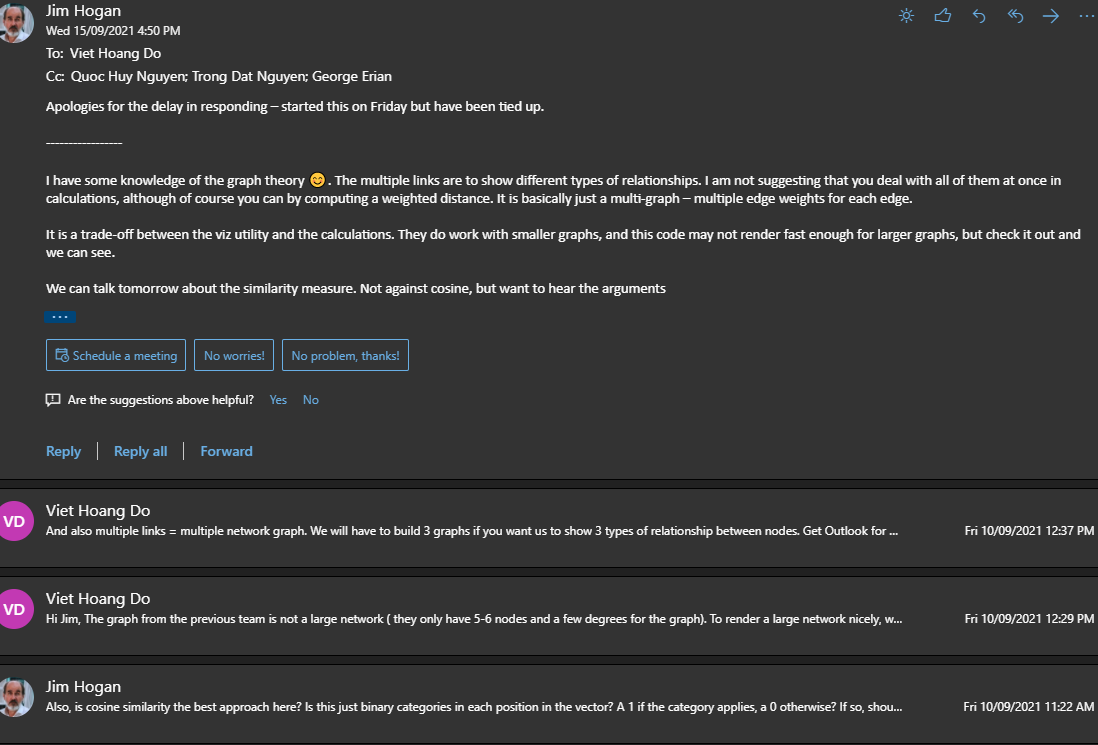 Jim Hogan
Wed 15/09/2021 4:50 PM
To: Viet Hoang Do
Cc: Quoc Huy Nguyen; Trong Dat Nguyen; George Erian
Apologies for the delay in responding – started this on Friday but have been tied up.
-----------------
I have some knowledge of the graph theory 😊. The multiple links are to show different types of relationships. I am not suggesting that you deal with all of them at once in
calculations, although of course you can by computing a weighted distance. It is basically just a multi-graph – multiple edge weights for each edge.
It is a trade-off between the viz utility and the calculations. They do work with smaller graphs, and this code may not render fast enough for larger graphs, but check it out and
we can see.
We can talk tomorrow about the similarity measure. Not against cosine, but want to hear the arguments
...
Schedule a meeting No worries! No problem, thanks!
Are the suggestions above helpful? Yes No
Reply Reply all Forward
VD
Viet Hoang Do
And also multiple links = multiple network graph. We will have to build 3 graphs if you want us to show 3 types of relationship between nodes. Get Outlook for ... Fri 10/09/2021 12:37 PM
VD
Viet Hoang Do
Hi Jim, The graph from the previous team is not a large network ( they only have 5-6 nodes and a few degrees for the graph). To render a large network nicely, w... Fri 10/09/2021 12:29 PM
Jim Hogan
Also, is cosine similarity the best approach here? Is this just binary categories in each position in the vector? A 1 if the category applies, a 0 otherwise? If so, shou... Fri 10/09/2021 11:22 AM